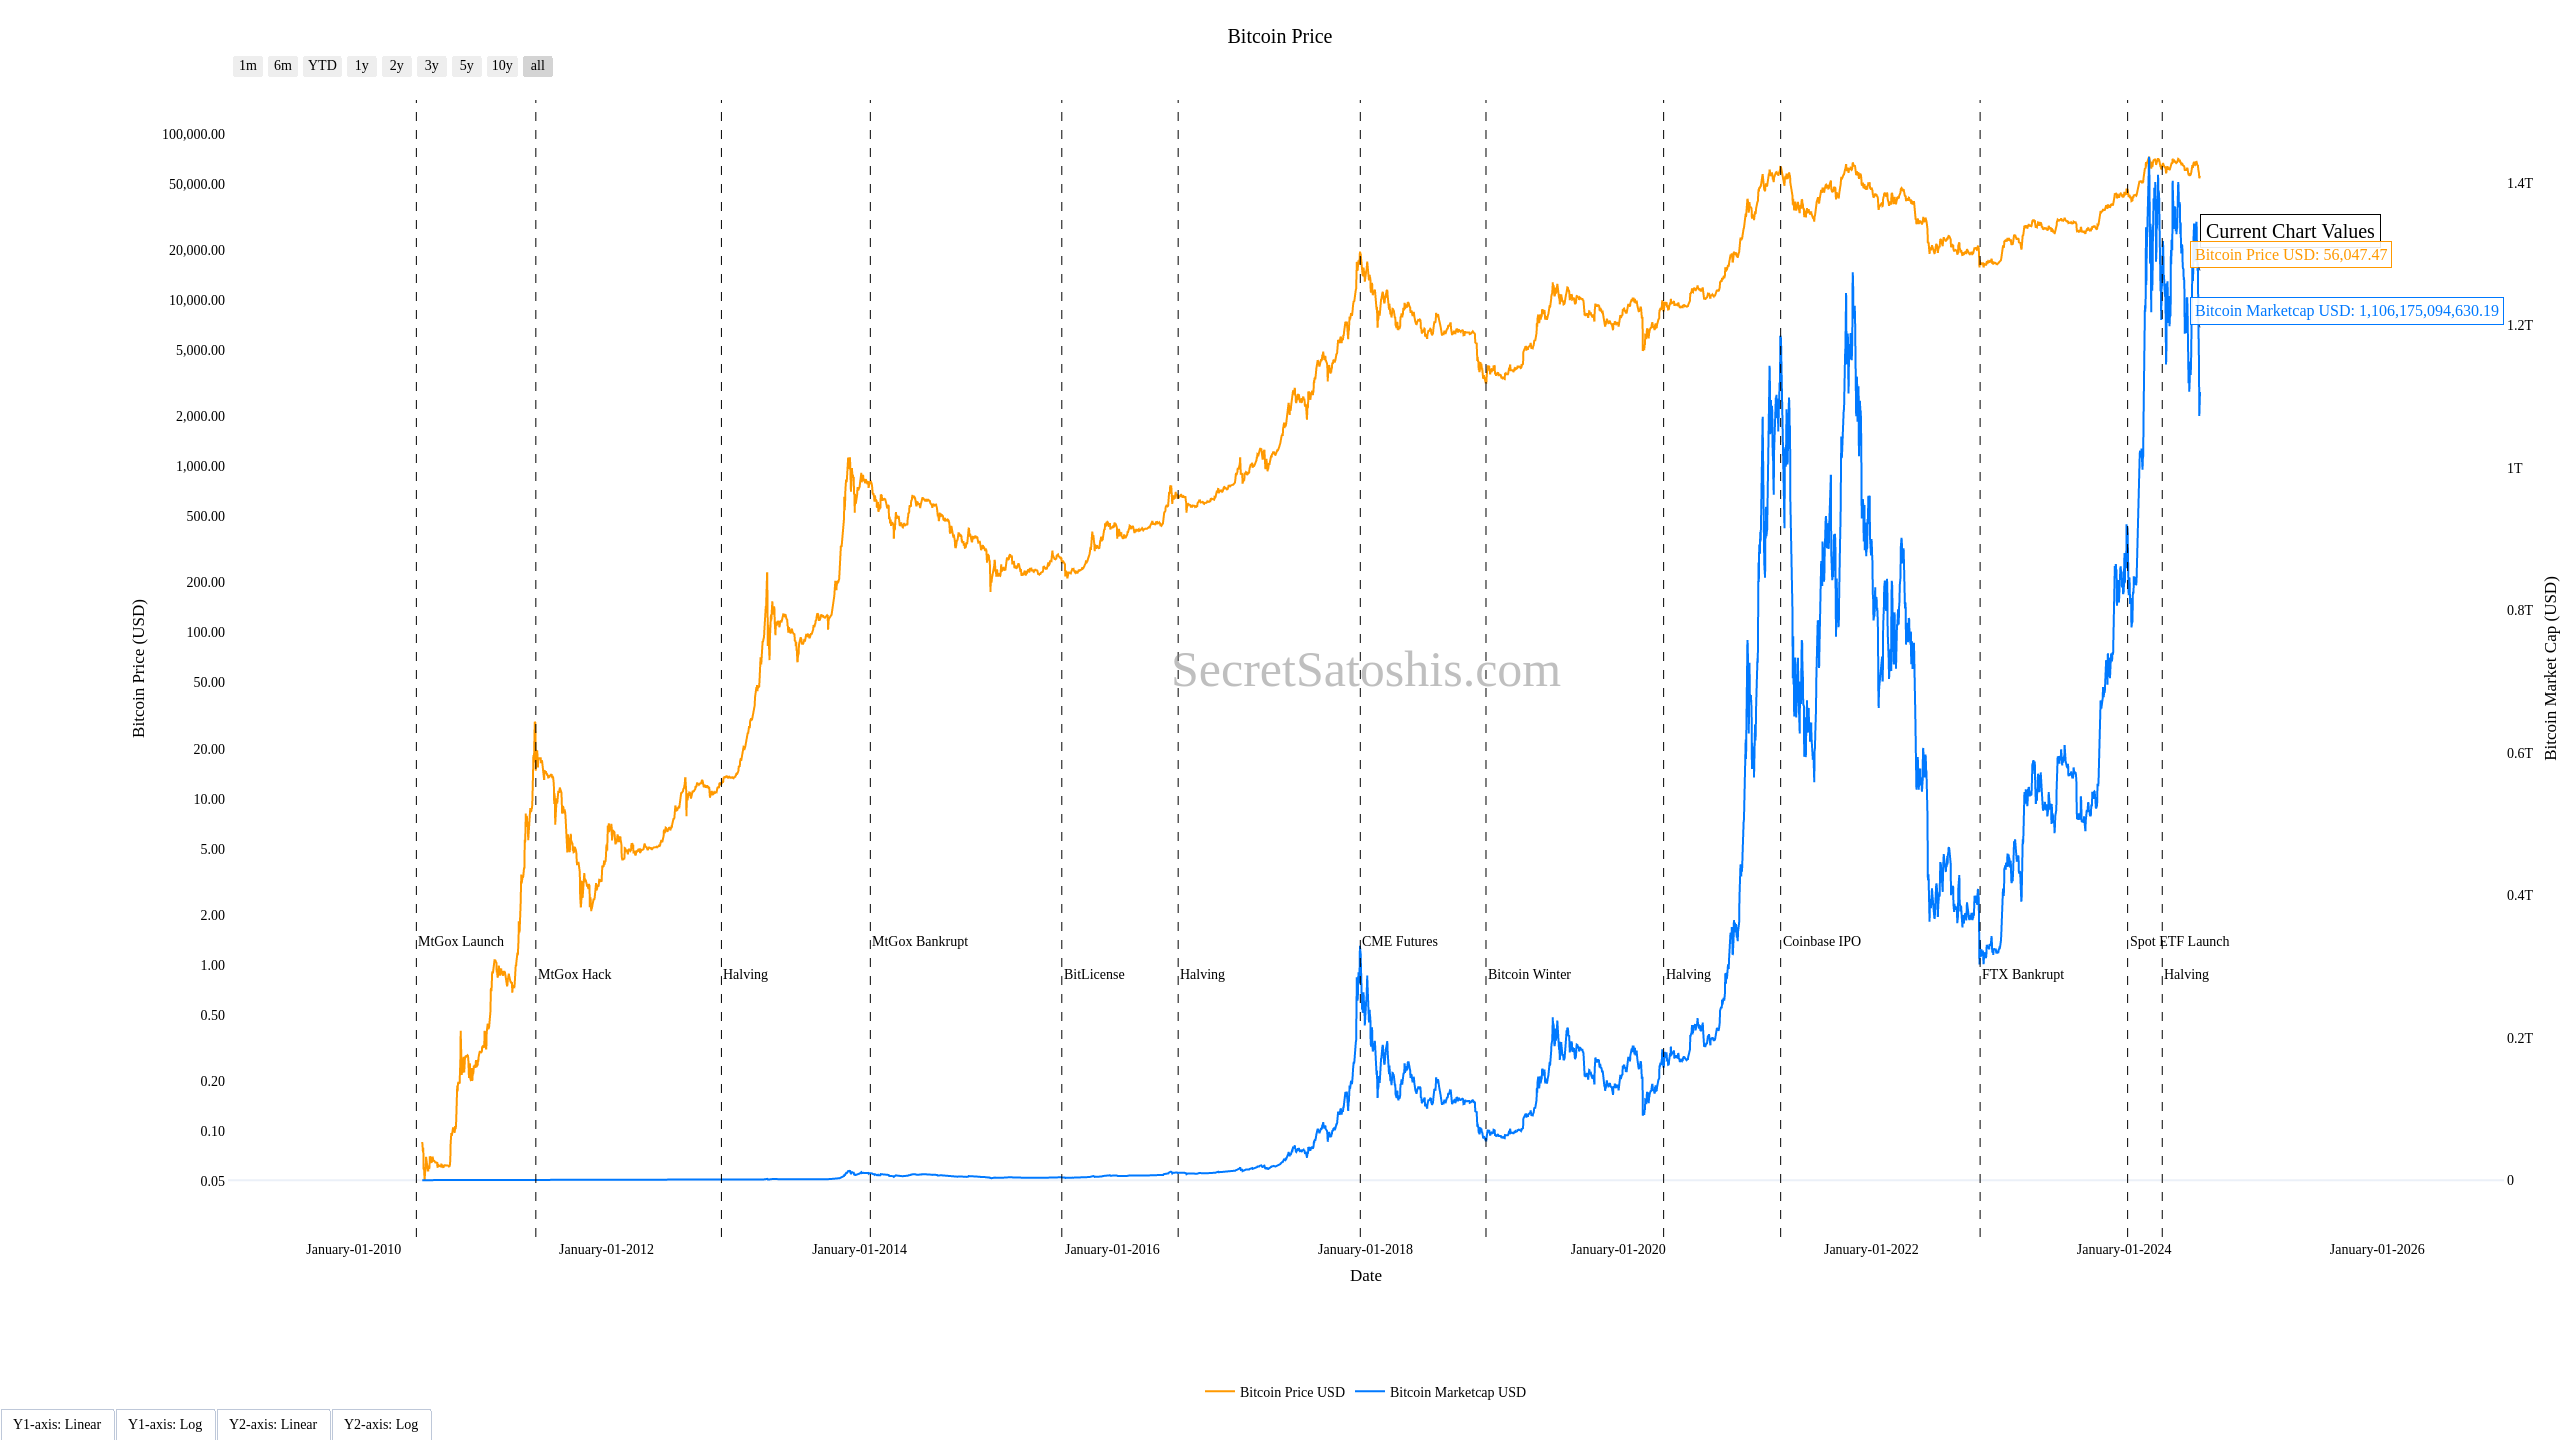 Bitcoin Price
1m 6m YTD 1y 2y 3y 5y 10y all
100,000.00
50,000.00
20,000.00
10,000.00
5,000.00
2,000.00
1,000.00
500.00
200.00
100.00
50.00
20.00
10.00
5.00
2.00
1.00
0.50
0.20
0.10
0.05
Bitcoin Price (USD)
1.4T
1.2T
1T
0.8T
0.6T
0.4T
0.2T
0
Bitcoin Market Cap (USD)
Current Chart Values
Bitcoin Price USD: 56,047.47
Bitcoin Marketcap USD: 1,106,175,094,630.19
SecretSatoshis.com
MtGox Launch
MtGox Hack
Halving
MtGox Bankrupt
BitLicense
Halving
CME Futures
Bitcoin Winter
Halving
Coinbase IPO
FTX Bankrupt
Spot ETF Launch
Halving
January-01-2010
January-01-2012
January-01-2014
January-01-2016
January-01-2018
January-01-2020
January-01-2022
January-01-2024
January-01-2026
Date
Bitcoin Price USD
Bitcoin Marketcap USD
Y1-axis: Linear
Y1-axis: Log
Y2-axis: Linear
Y2-axis: Log